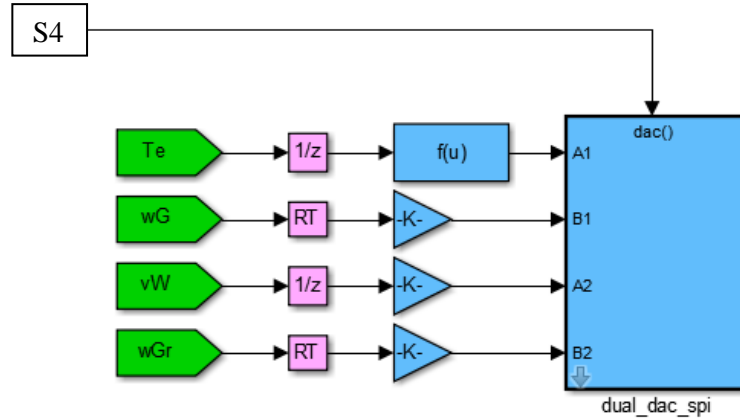 S4
dac()
Te 1/z f(u) A1
wG RT -K- B1
vW 1/z -K- A2
wGr RT -K- B2
dual_dac_spi